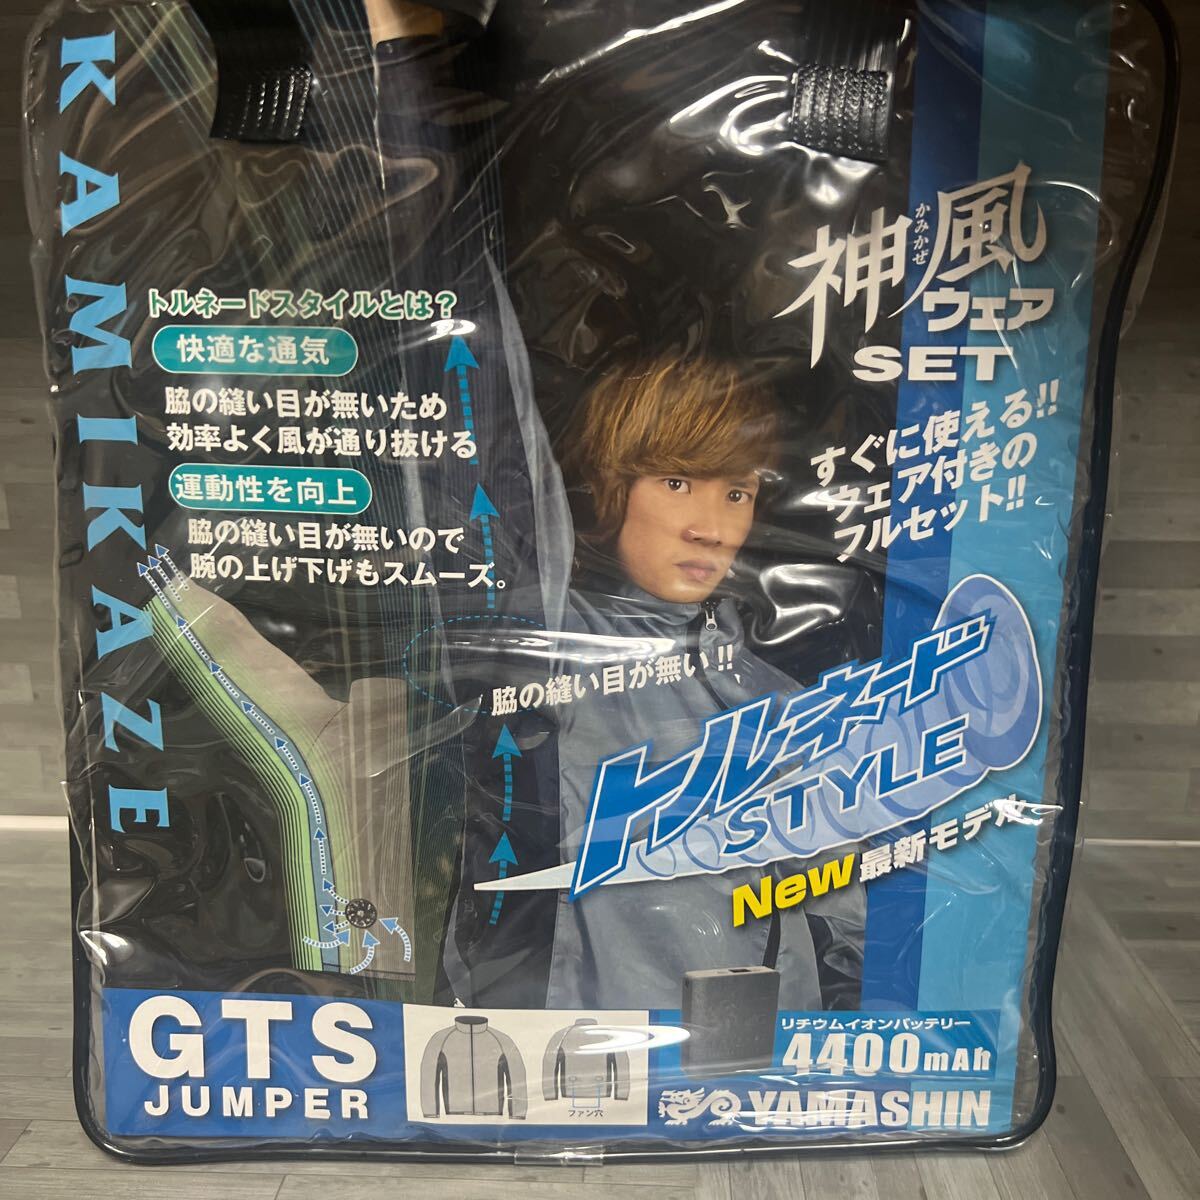 KAMIKAZE
神風
かみかぜ
ウェア
SET
すぐに使える!!
ウェア付きの
フルセット!!
トルネードスタイルとは？
快適な通気
脇の縫い目が無いため
効率よく風が通り抜ける
運動性を向上
脇の縫い目が無いので
腕の上げ下げもスムーズ。
脇の縫い目が無い!!
トルネード
STYLE
New最新モデル
GTS
JUMPER
ファン穴
リチウムイオンバッテリー
4400mAh
YAMASHIN